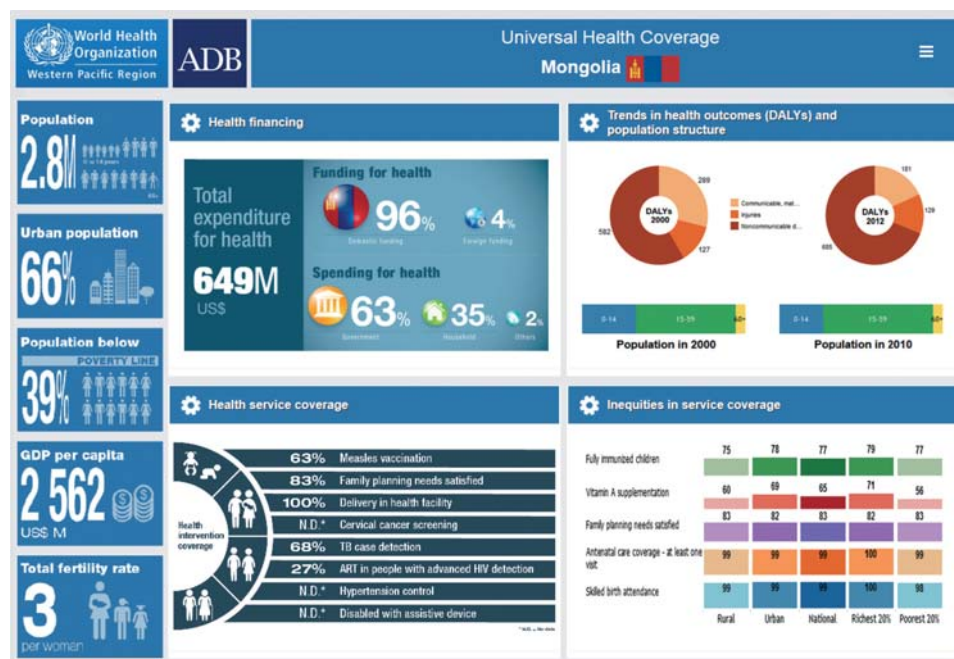 World Health
Organization
Western Pacific Region
ADB
Universal Health Coverage
Mongolia
Population
2.8M
Urban population
66%
Population below
POVERTY LINE
39%
GDP per capita
2 562
US$ M
Total fertility rate
3
per woman
Health financing
Total
expenditure
for health
649M
US$
Funding for health
96%
Domestic funding
4%
Foreign funding
Spending for health
63%
Government
35%
Household
2%
Others
Trends in health outcomes (DALYs) and
population structure
289
582
127
DALYs
2000
Communicable, mat...
Injuries
Noncommunicable d...
181
129
DALYs
2012
0-14
15-59
60+
Population in 2000
0-14
15-59
60+
Population in 2010
Health service coverage
Health
intervention
coverage
63% Measles vaccination
83% Family planning needs satisfied
100% Delivery in health facility
N.D.* Cervical cancer screening
68% TB case detection
27% ART in people with advanced HIV detection
N.D.* Hypertension control
N.D.* Disabled with assistive device
Inequities in service coverage
75 78 77 79 77
Fully immunized children
60 69 65 71 56
Vitamin A supplementation
83 82 83 82 83
Family planning needs satisfied
Antenatal care coverage - at least one
visit
99 99 99 100 99
Skilled birth attendance
99 99 99 100 98
Rural Urban National Richest 20% Poorest 20%